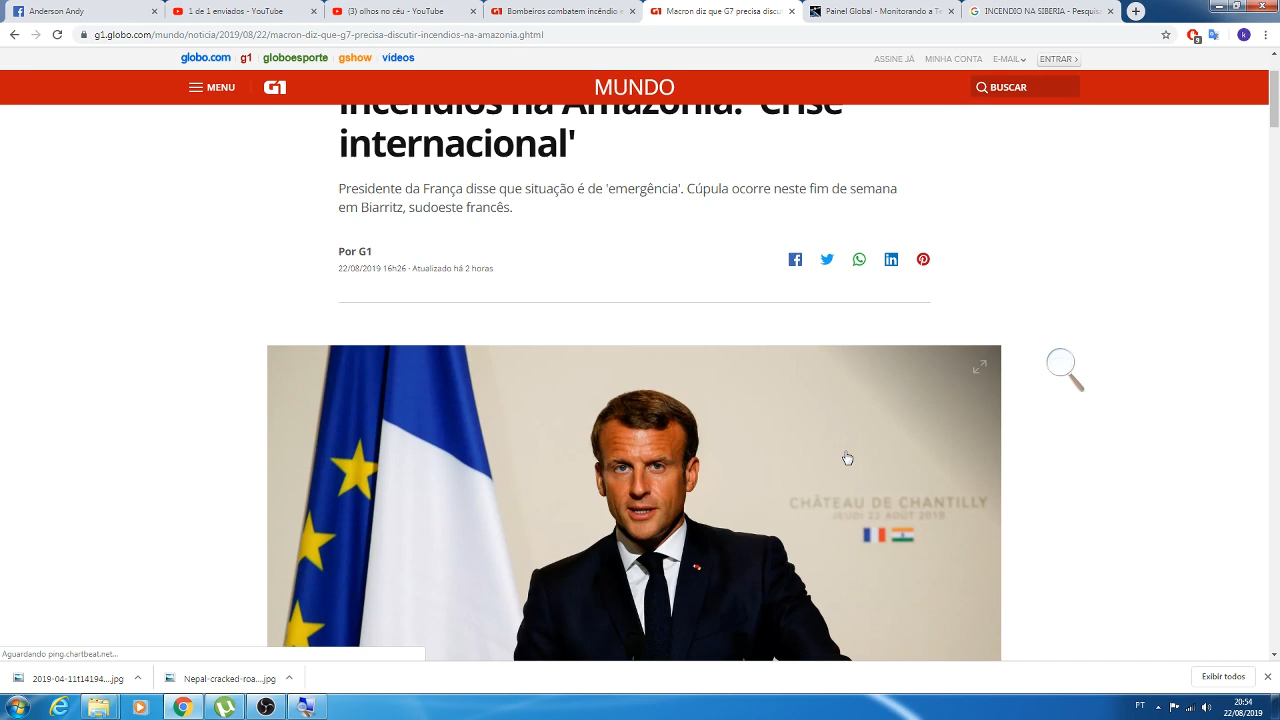 Anderson Andy
1 de 1 enviados - YouTube
(3) olhos no céu - YouTube
Bombeiros combatem incêndio e
Macron diz que G7 precisa discu
Painel Global - Monitorando a Te
INCENDIO NA SIBERIA - Pesqui
g1.globo.com/mundo/noticia/2019/08/22/macron-diz-que-g7-precisa-discutir-incendios-na-amazonia.ghtml
globo.com g1 globoesporte gshow vídeos
ASSINE JÁ MINHA CONTA E-MAIL ENTRAR
MENU G1 MUNDO BUSCAR
incêndios na Amazônia: 'Crise
internacional'
Presidente da França disse que situação é de 'emergência'. Cúpula ocorre neste fim de semana
em Biarritz, sudoeste francês.
Por G1
22/08/2019 16h26 · Atualizado há 2 horas
CHÂTEAU DE CHANTILLY
JEUDI 22 AOÛT 2019
Aguardando ping.chartbeat.net...
2019-04-11t14194....jpg
Nepal-cracked-roa....jpg
Exibir todos
PT
20:54
22/08/2019